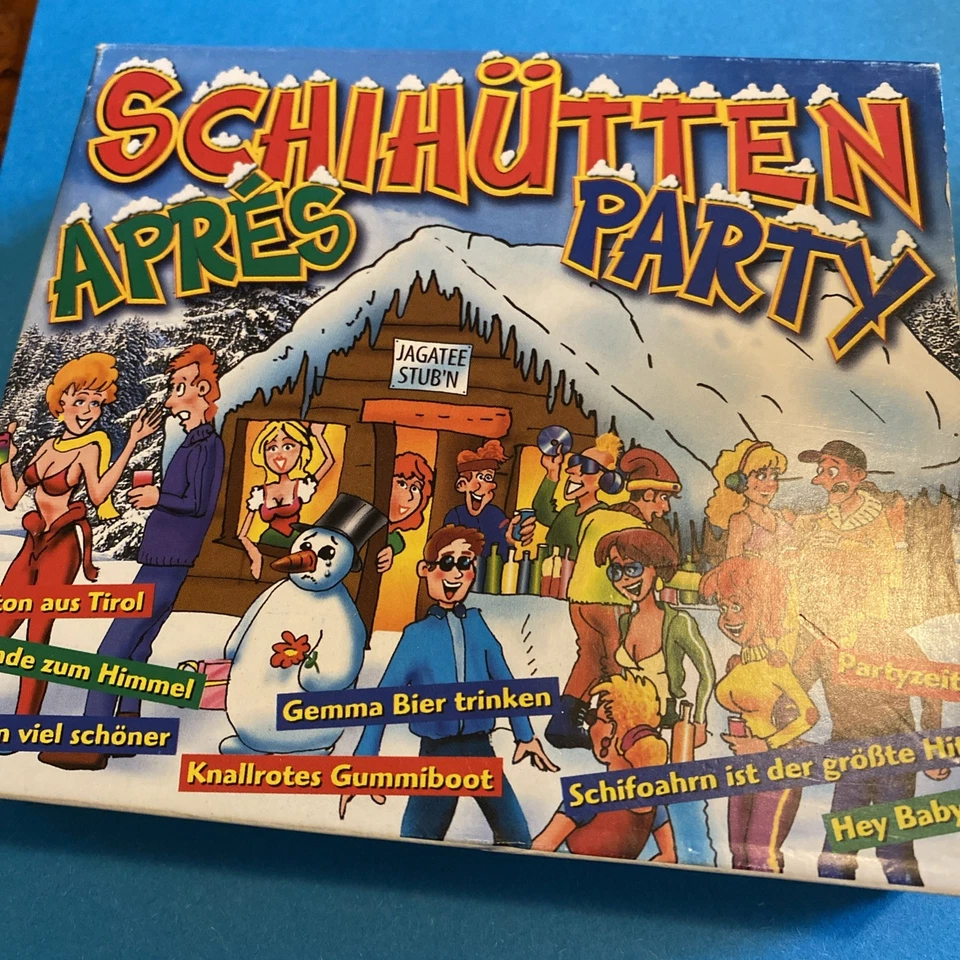 SCHIHÜTTEN
APRÉS PARTY
JAGATEE
STUB'N
ton aus Tirol
nde zum Himmel
n viel schöner
Gemma Bier trinken
Knallrotes Gummiboot
Partyzeit
Schifoahrn ist der größte Hit
Hey Baby